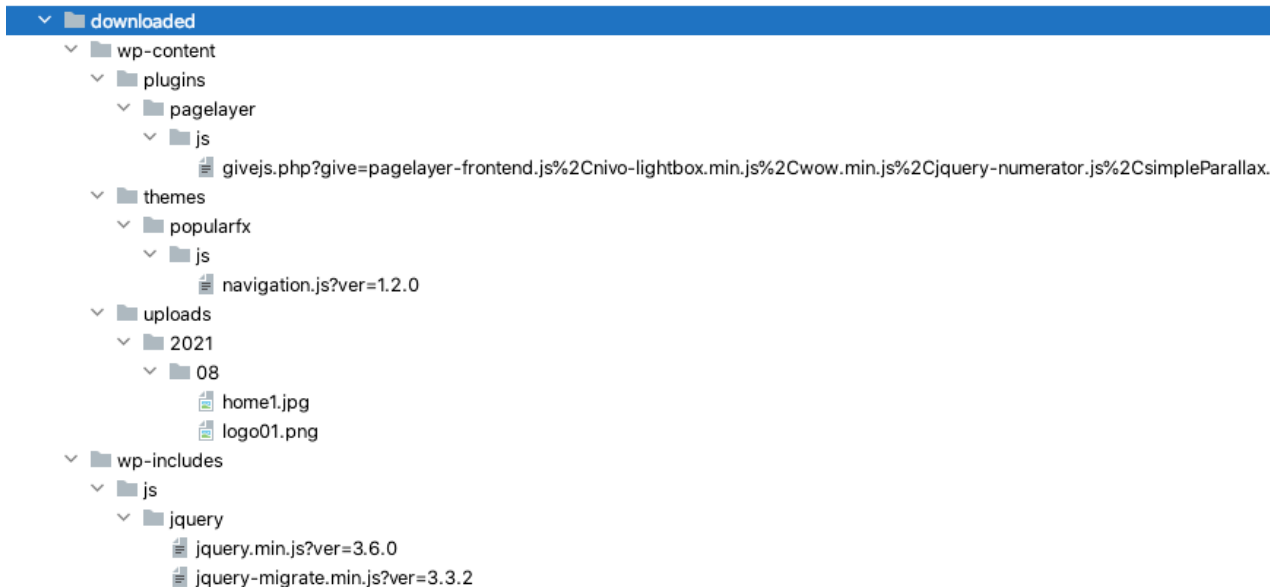 downloaded
wp-content
plugins
pagelayer
js
givejs.php?give=pagelayer-frontend.js%2Cnivo-lightbox.min.js%2Cwow.min.js%2Cjquery-numerator.js%2CsimpleParallax.
themes
popularfx
js
navigation.js?ver=1.2.0
uploads
2021
08
home1.jpg
logo01.png
wp-includes
js
jquery
jquery.min.js?ver=3.6.0
jquery-migrate.min.js?ver=3.3.2